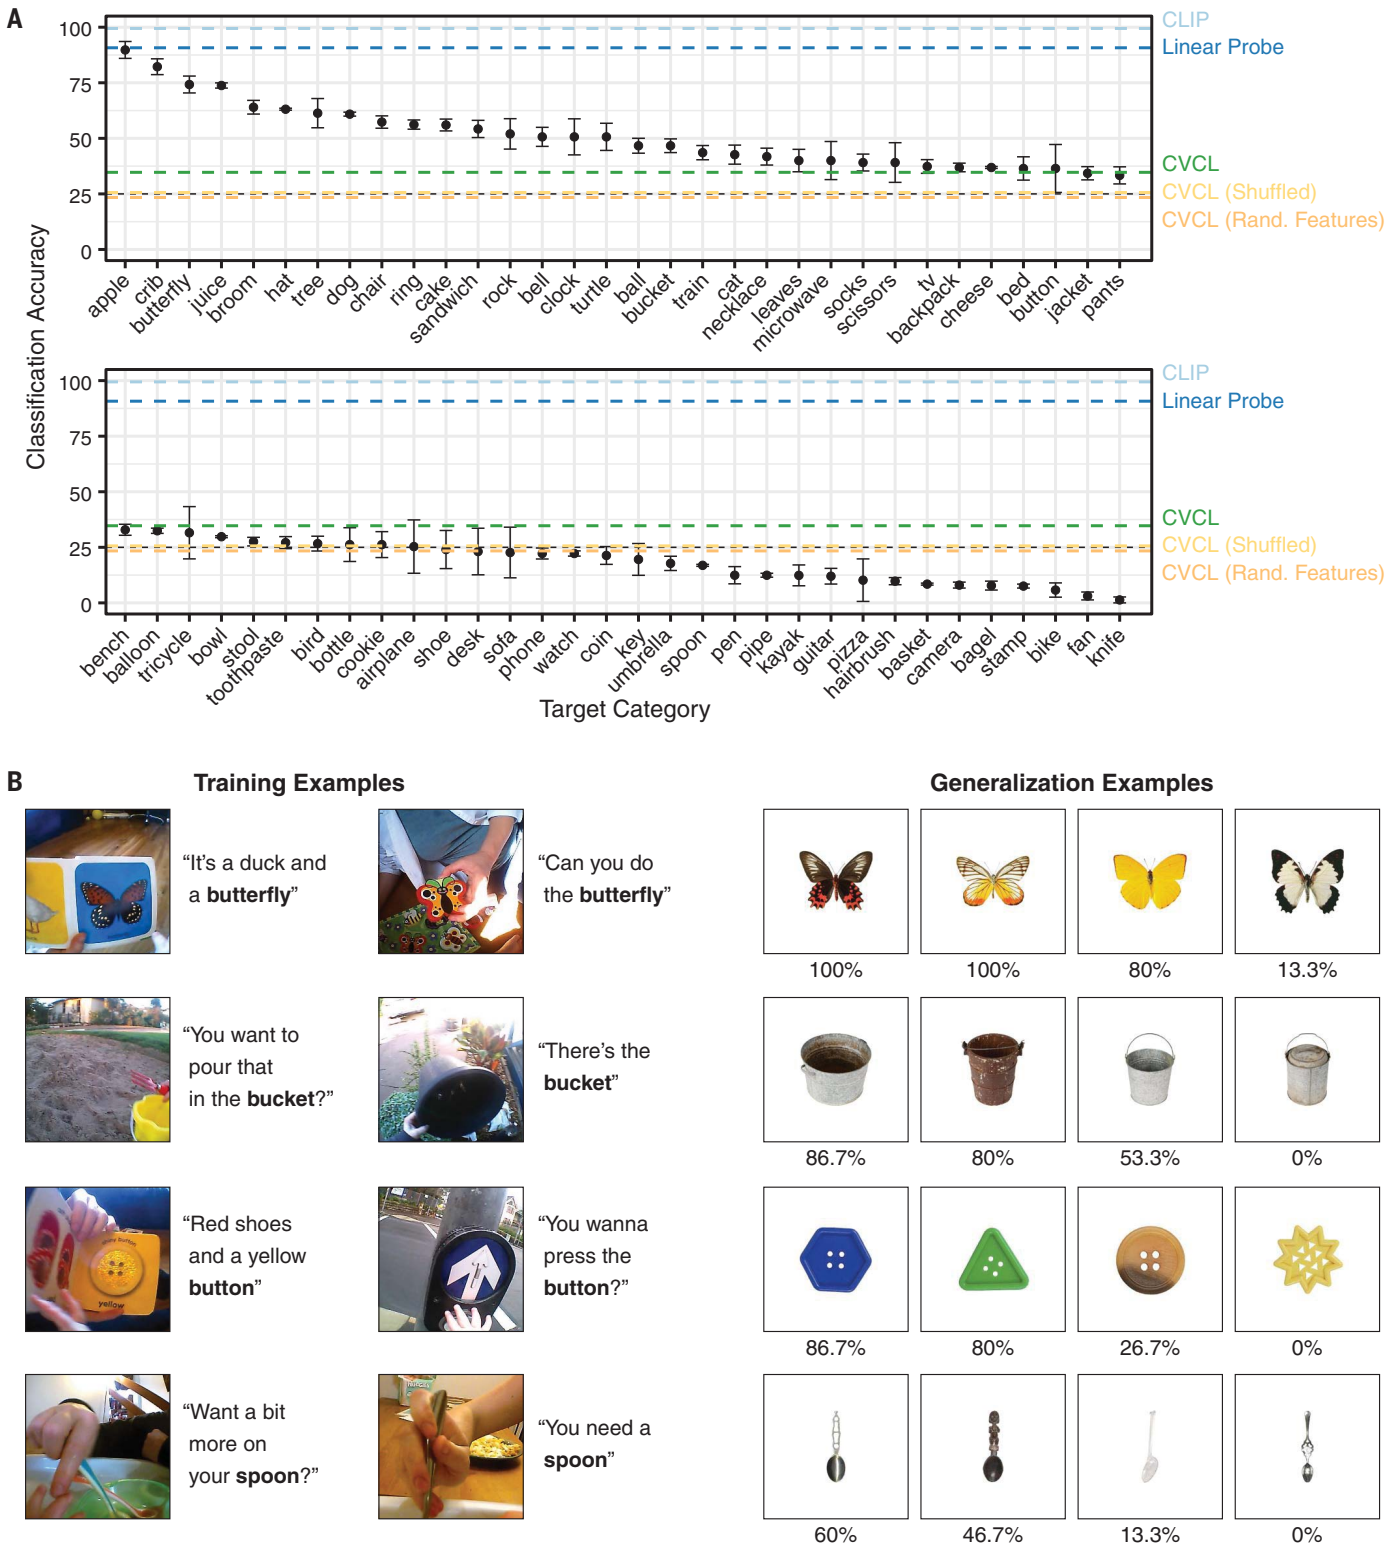 A
100
75
50
25
0
CLIP
Linear Probe
CVCL
CVCL (Shuffled)
CVCL (Rand. Features)
apple
crib
butterfly
juice
broom
hat
tree
dog
chair
ring
cake
sandwich
rock
bell
clock
turtle
ball
bucket
train
cat
necklace
leaves
microwave
socks
scissors
tv
backpack
cheese
bed
button
jacket
pants
Classification Accuracy
100
75
50
25
0
CLIP
Linear Probe
CVCL
CVCL (Shuffled)
CVCL (Rand. Features)
bench
balloon
tricycle
bowl
stool
toothpaste
bird
bottle
cookie
airplane
shoe
desk
sofa
phone
watch
coin
key
umbrella
spoon
pen
pipe
kayak
guitar
pizza
hairbrush
basket
camera
bagel
stamp
bike
fan
knife
Target Category
B
Training Examples
Generalization Examples
“It’s a duck and
a butterfly”
“Can you do
the butterfly”
100%
100%
80%
13.3%
“You want to
pour that
in the bucket?”
“There’s the
bucket”
86.7%
80%
53.3%
0%
yellow
“Red shoes
and a yellow
button”
“You wanna
press the
button?”
86.7%
80%
26.7%
0%
“Want a bit
more on
your spoon?”
“You need a
spoon”
60%
46.7%
13.3%
0%